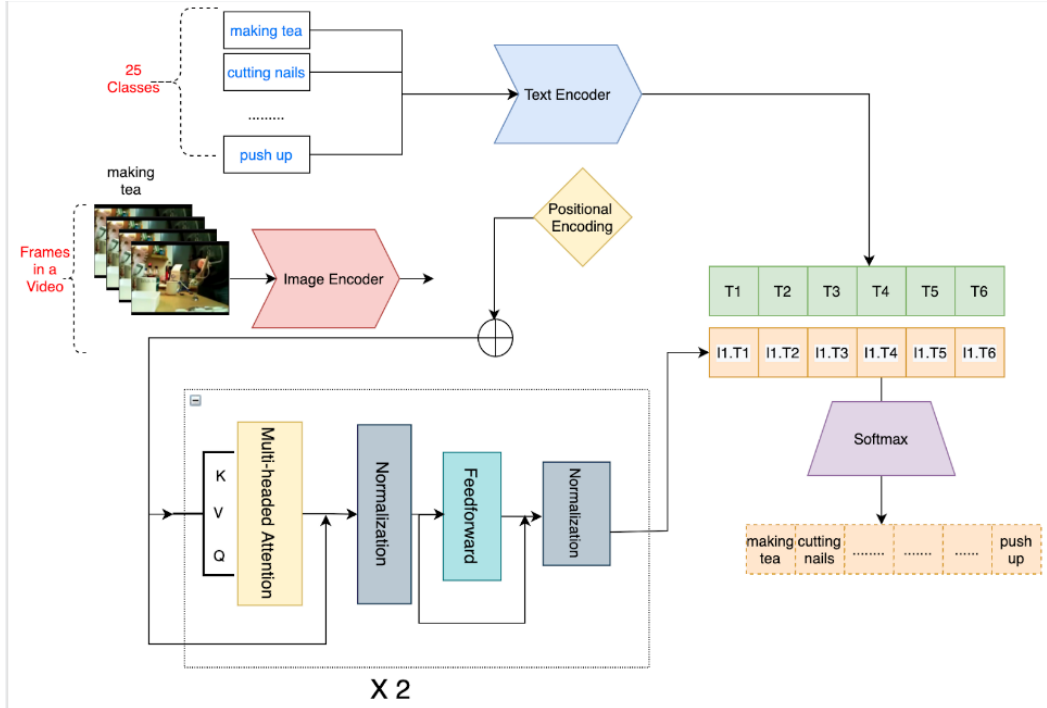 making tea
25
Classes
cutting nails
.........
push up
Text Encoder
making
tea
Positional
Encoding
Frames
in a
Video
Image Encoder
T1 T2 T3 T4 T5 T6
I1.T1 I1.T2 I1.T3 I1.T4 I1.T5 I1.T6
K
V
Q
Multi-headed Attention
Normalization
Feedforward
Normalization
Softmax
making cutting ........ ....... ...... push
tea nails up
X 2